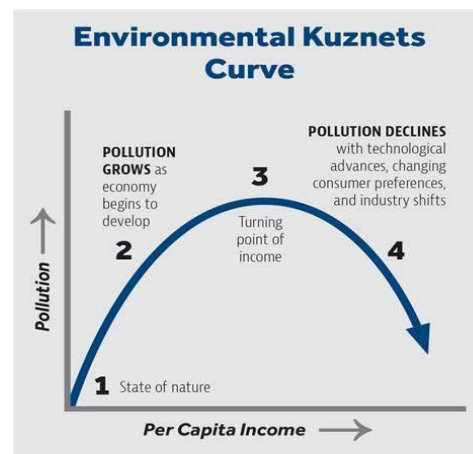 Environmental Kuznets
Curve
POLLUTION
GROWS as
economy
begins to
develop
2
3
Turning
point of
income
POLLUTION DECLINES
with technological
advances, changing
consumer preferences,
and industry shifts
4
1 State of nature
Pollution
Per Capita Income